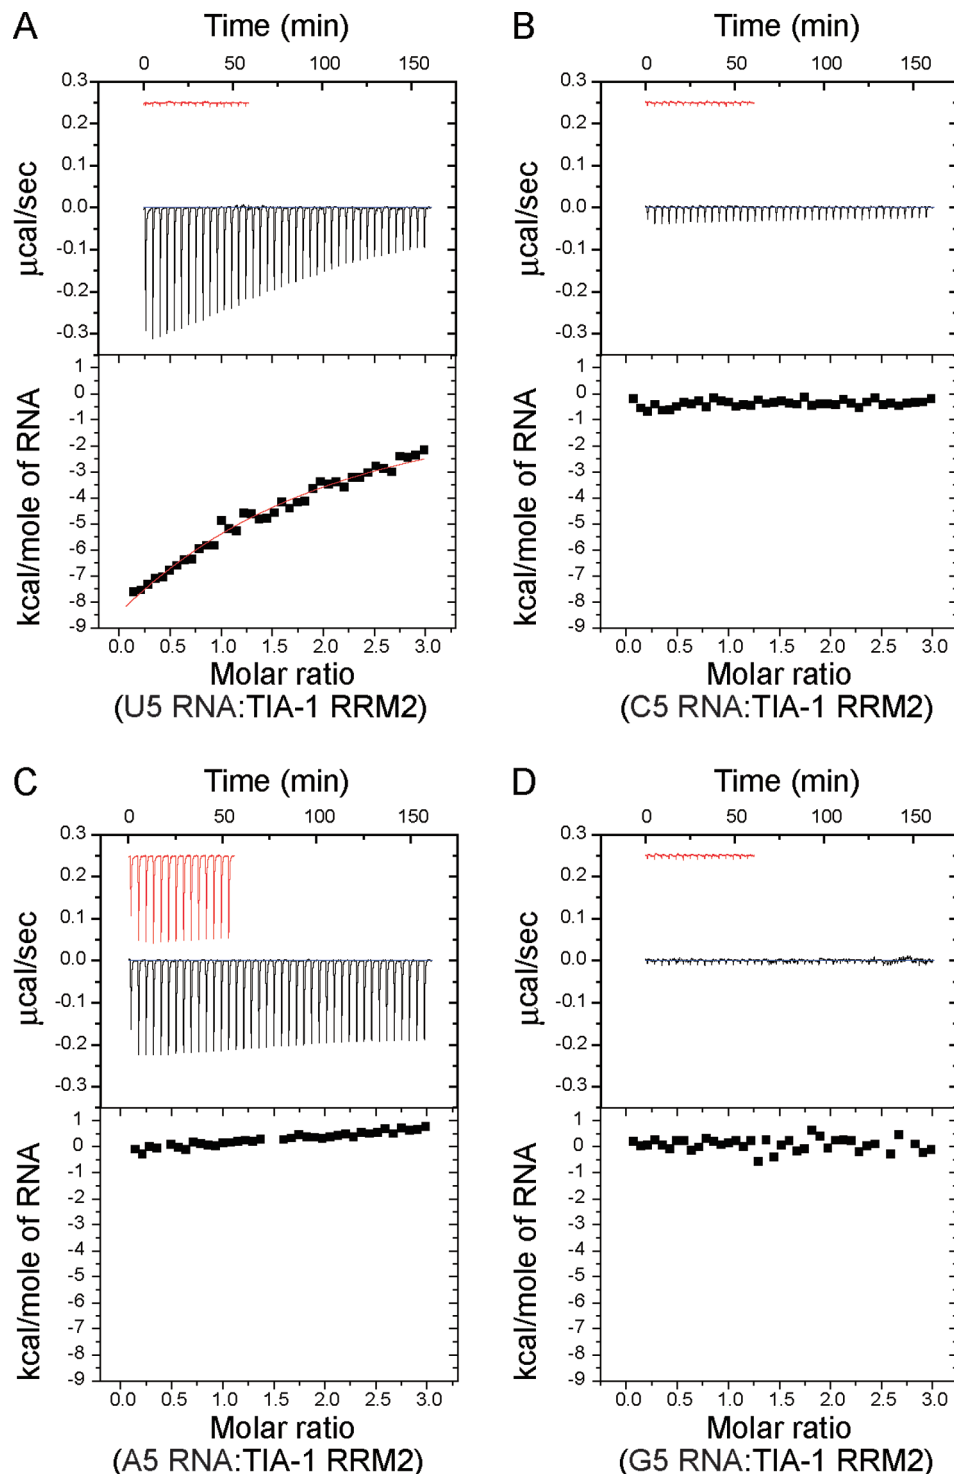 A
Time (min)
0 50 100 150
0.3
0.2
0.1
0.0
-0.1
-0.2
-0.3
µcal/sec
1
0
-1
-2
-3
-4
-5
-6
-7
-8
-9
kcal/mole of RNA
0.0 0.5 1.0 1.5 2.0 2.5 3.0
Molar ratio
(U5 RNA:TIA-1 RRM2)
B
Time (min)
0 50 100 150
0.3
0.2
0.1
0.0
-0.1
-0.2
-0.3
µcal/sec
1
0
-1
-2
-3
-4
-5
-6
-7
-8
-9
kcal/mole of RNA
0.0 0.5 1.0 1.5 2.0 2.5 3.0
Molar ratio
(C5 RNA:TIA-1 RRM2)
C
Time (min)
0 50 100 150
0.3
0.2
0.1
0.0
-0.1
-0.2
-0.3
µcal/sec
1
0
-1
-2
-3
-4
-5
-6
-7
-8
-9
kcal/mole of RNA
0.0 0.5 1.0 1.5 2.0 2.5 3.0
Molar ratio
(A5 RNA:TIA-1 RRM2)
D
Time (min)
0 50 100 150
0.3
0.2
0.1
0.0
-0.1
-0.2
-0.3
µcal/sec
1
0
-1
-2
-3
-4
-5
-6
-7
-8
-9
kcal/mole of RNA
0.0 0.5 1.0 1.5 2.0 2.5 3.0
Molar ratio
(G5 RNA:TIA-1 RRM2)